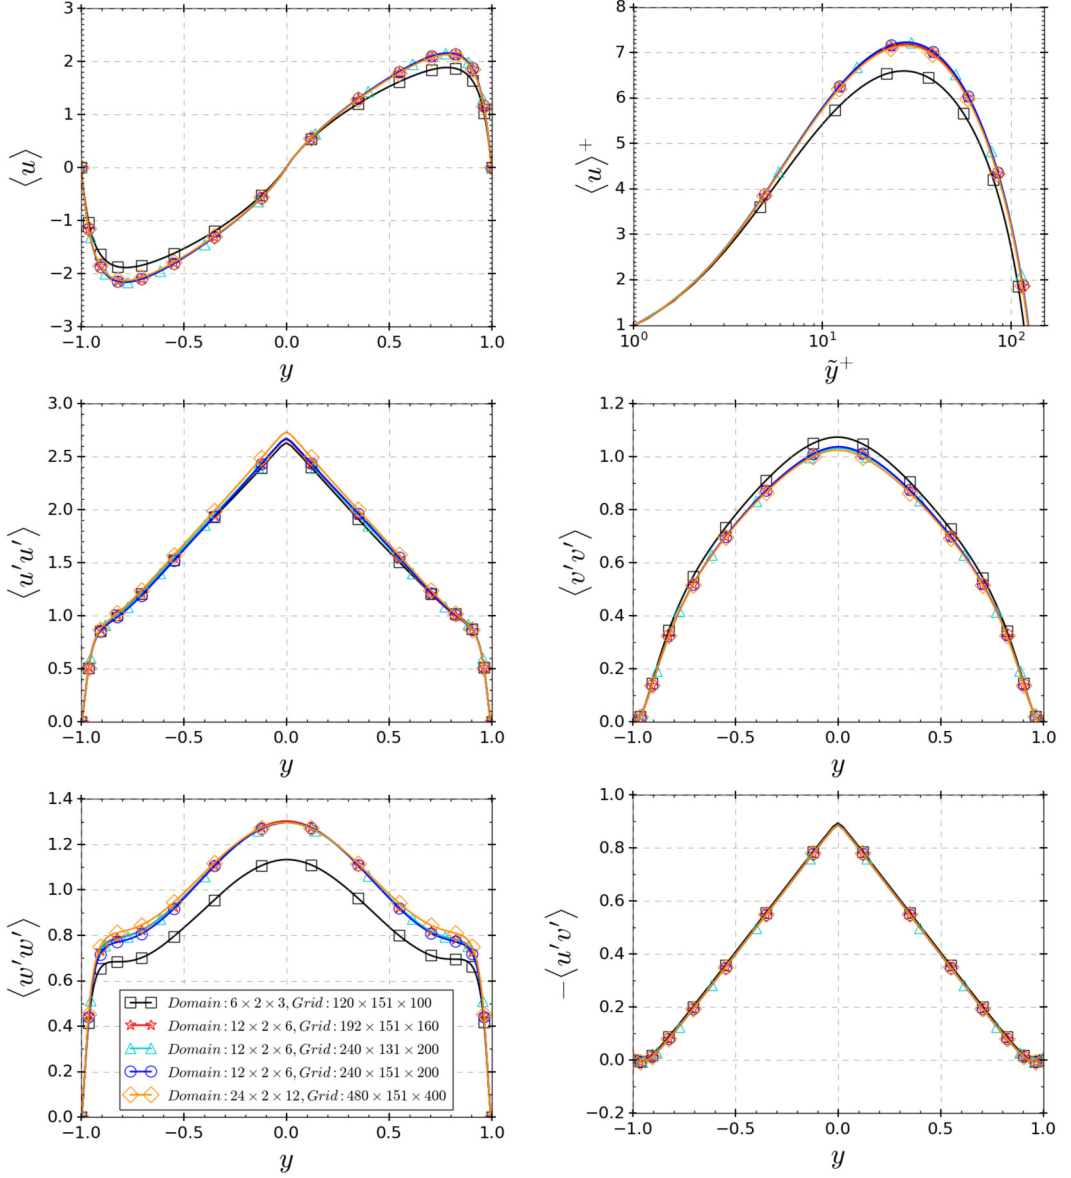 3
2
1
0
−1
−2
−3
⟨u⟩
−1.0 −0.5 0.0 0.5 1.0
y
8
7
6
5
4
3
2
1
⟨u⟩⁺
10⁰ 10¹ 10²
ỹ⁺
3.0
2.5
2.0
1.5
1.0
0.5
0.0
⟨u′u′⟩
−1.0 −0.5 0.0 0.5 1.0
y
1.2
1.0
0.8
0.6
0.4
0.2
0.0
⟨v′v′⟩
−1.0 −0.5 0.0 0.5 1.0
y
1.4
1.2
1.0
0.8
0.6
0.4
0.2
0.0
⟨w′w′⟩
Domain : 6 × 2 × 3, Grid : 120 × 151 × 100
Domain : 12 × 2 × 6, Grid : 192 × 151 × 160
Domain : 12 × 2 × 6, Grid : 240 × 131 × 200
Domain : 12 × 2 × 6, Grid : 240 × 151 × 200
Domain : 24 × 2 × 12, Grid : 480 × 151 × 400
−1.0 −0.5 0.0 0.5 1.0
y
1.0
0.8
0.6
0.4
0.2
0.0
−0.2
−⟨u′v′⟩
−1.0 −0.5 0.0 0.5 1.0
y